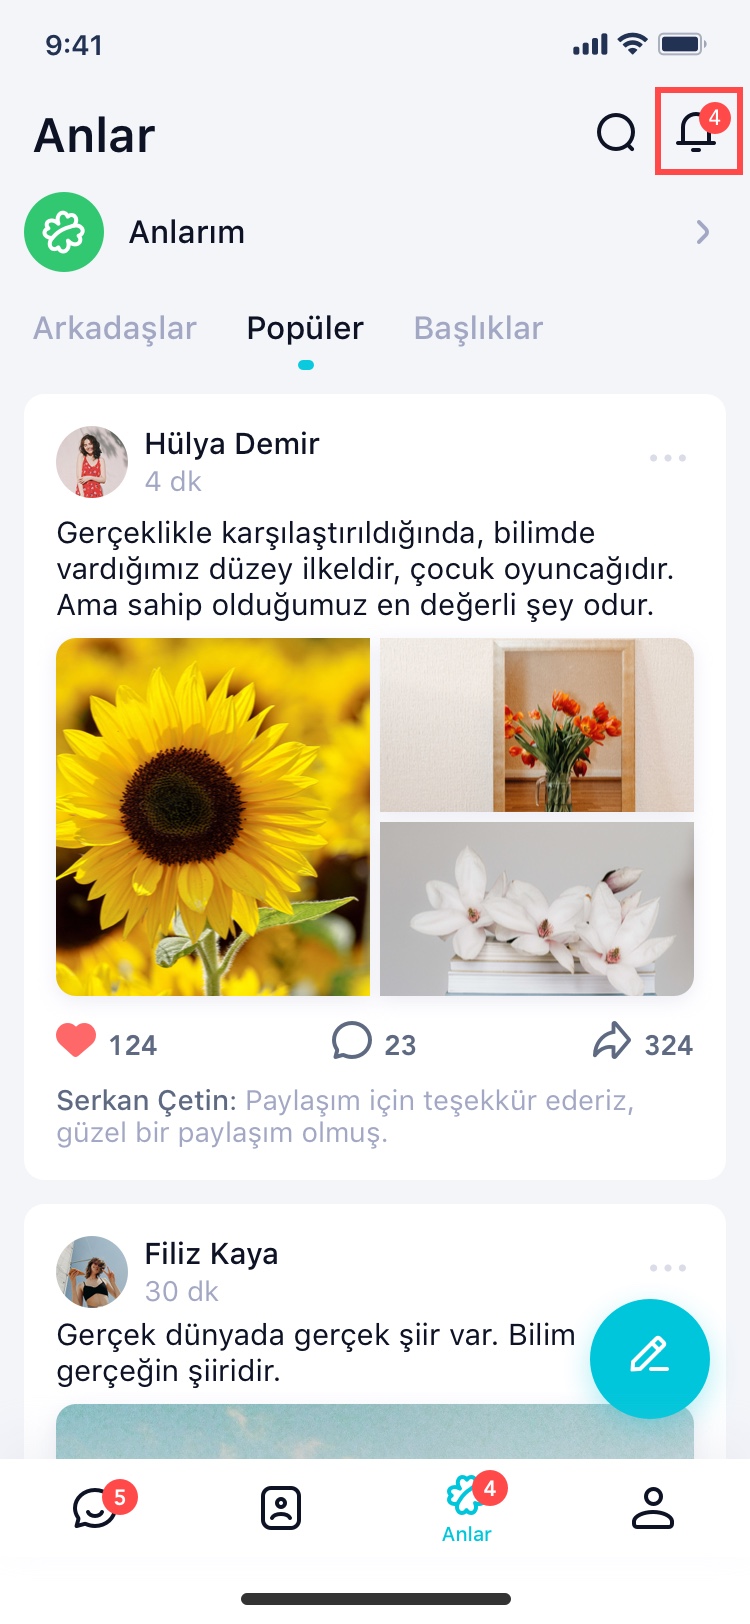 9:41
Anlar
4
Anlarım
Arkadaşlar Popüler Başlıklar
Hülya Demir
4 dk
Gerçeklikle karşılaştırıldığında, bilimde
vardığımız düzey ilkeldir, çocuk oyuncağıdır.
Ama sahip olduğumuz en değerli şey odur.
124 23 324
Serkan Çetin: Paylaşım için teşekkür ederiz,
güzel bir paylaşım olmuş.
Filiz Kaya
30 dk
Gerçek dünyada gerçek şiir var. Bilim
gerçeğin şiiridir.
5 4
Anlar